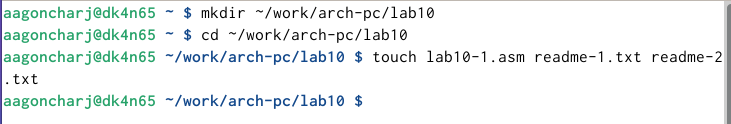 aagoncharj@dk4n65 ~ $ mkdir ~/work/arch-pc/lab10
aagoncharj@dk4n65 ~ $ cd ~/work/arch-pc/lab10
aagoncharj@dk4n65 ~/work/arch-pc/lab10 $ touch lab10-1.asm readme-1.txt readme-2
.txt
aagoncharj@dk4n65 ~/work/arch-pc/lab10 $